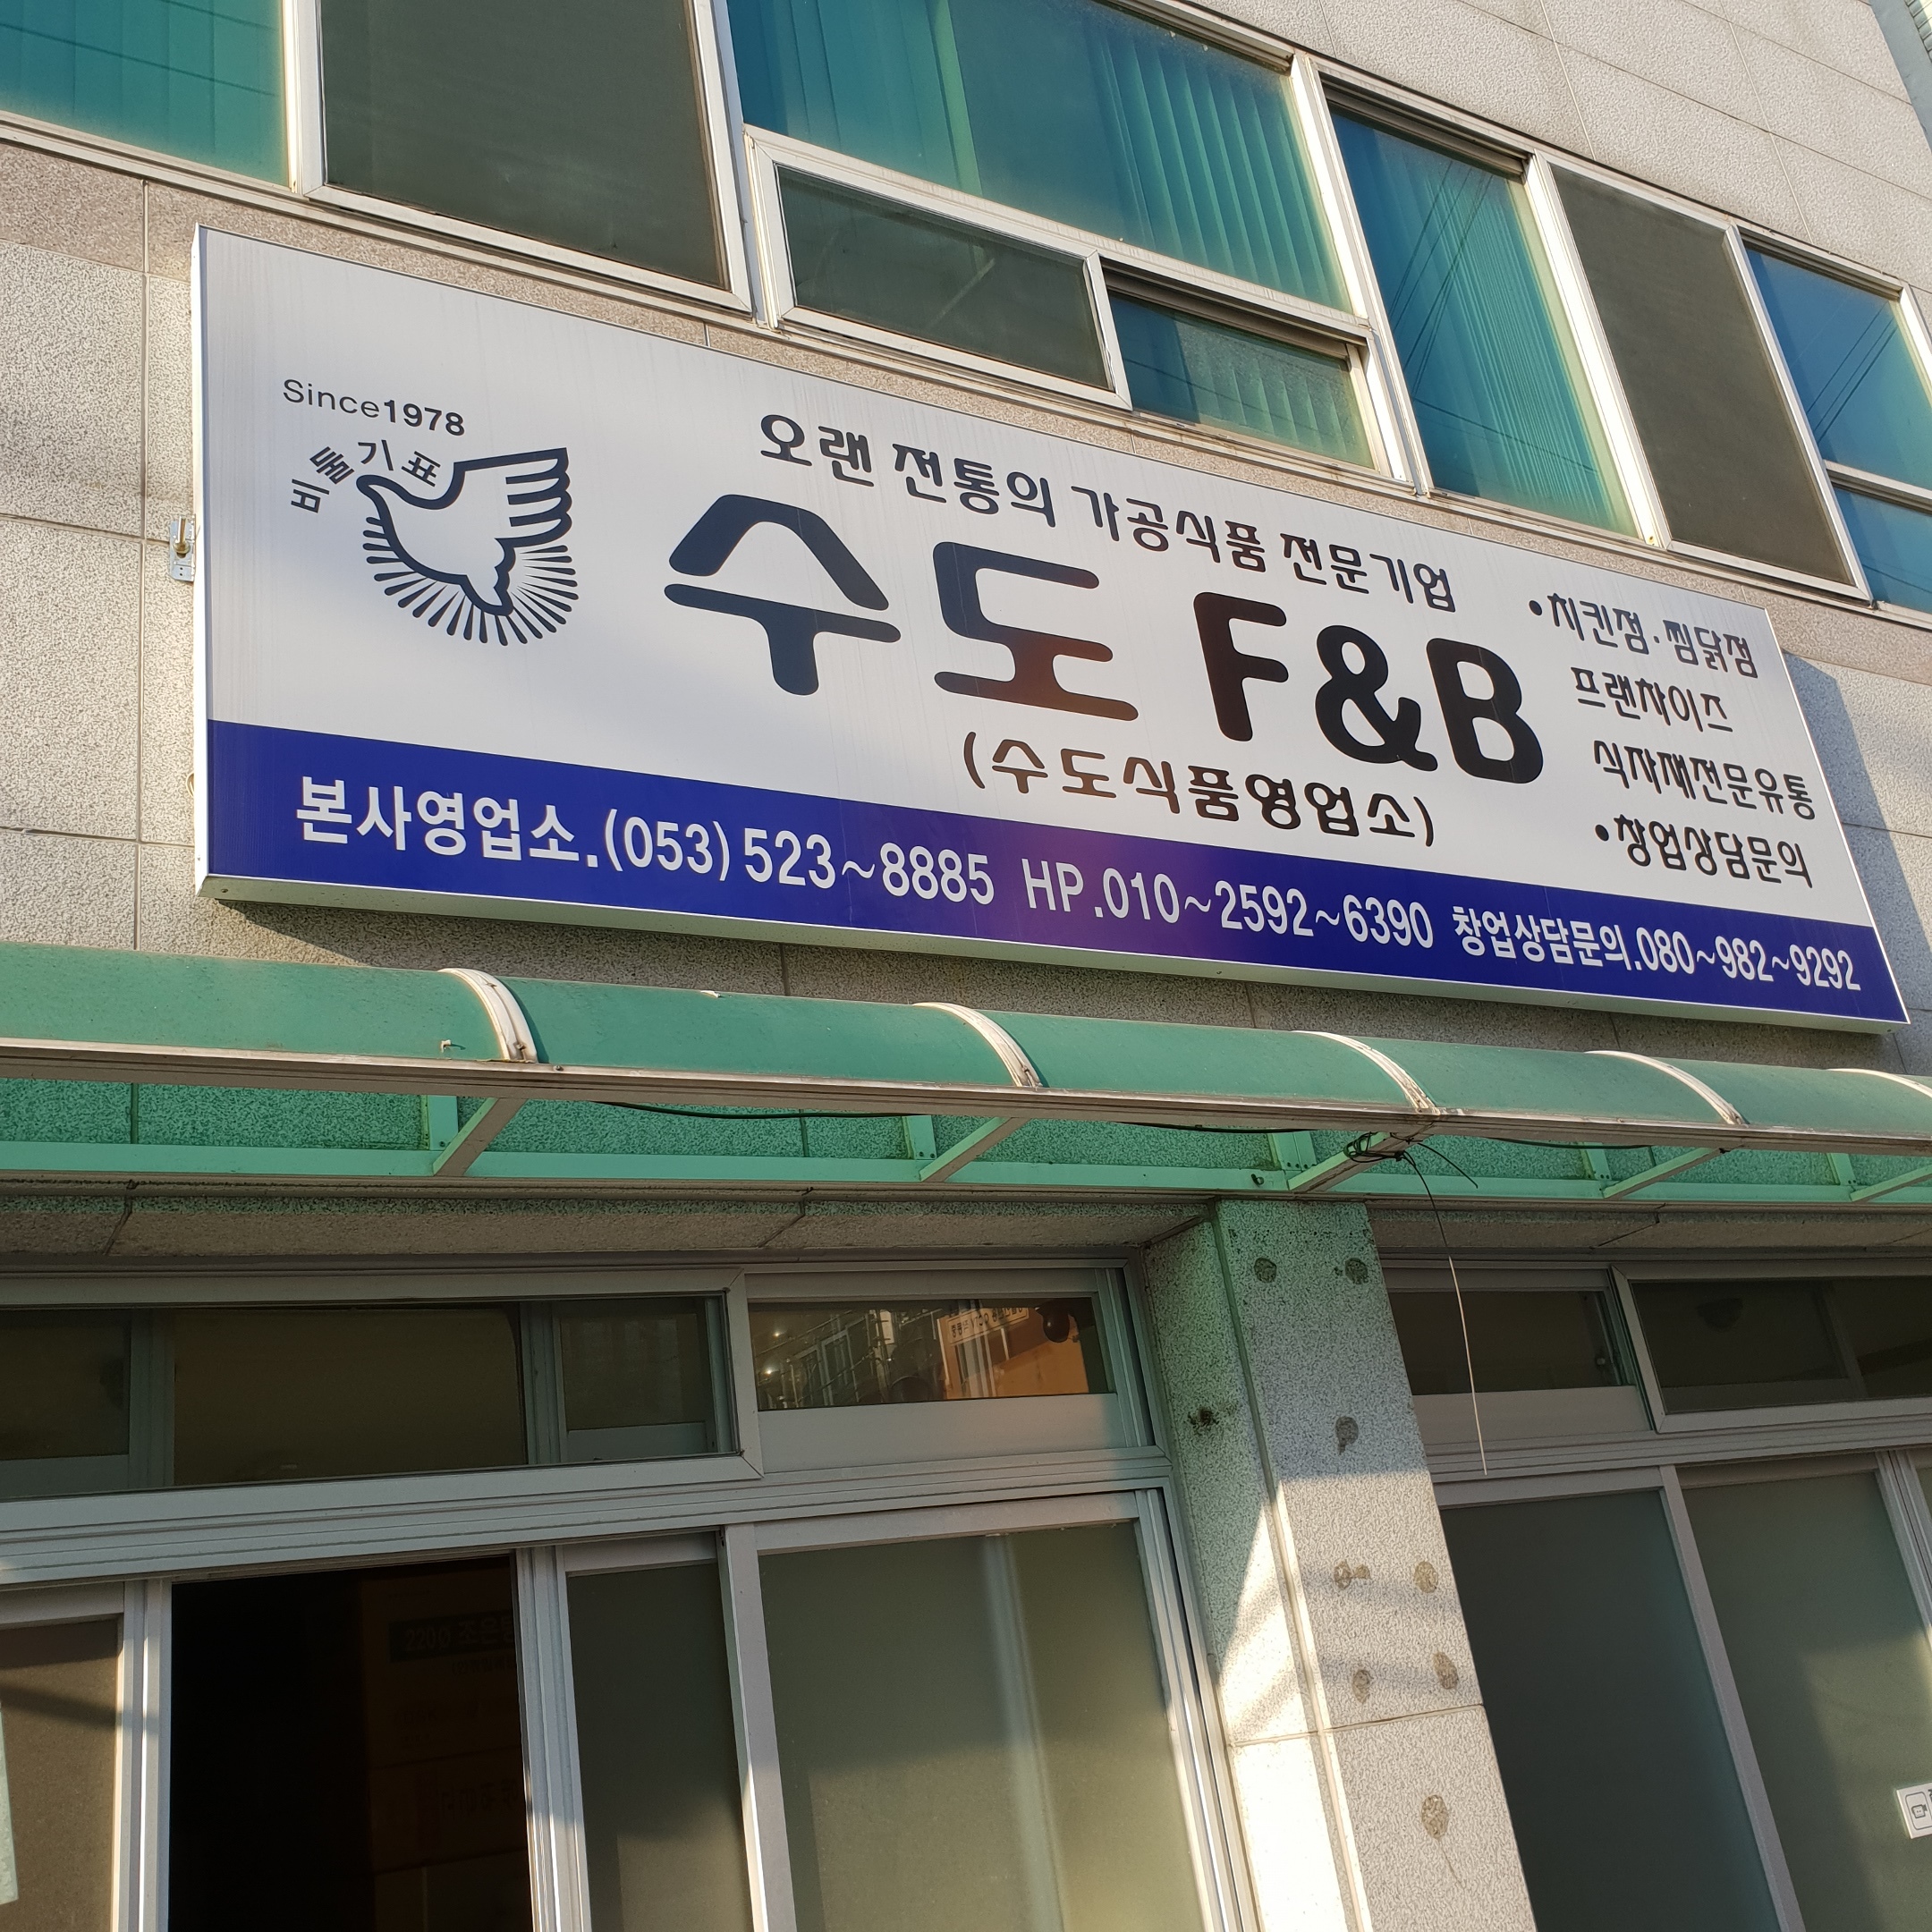 Since1978
비둘기표
오랜 전통의 가공식품 전문기업
수도 F&B
(수도식품영업소)
•치킨점·찜닭점
프랜차이즈
식자재전문유통
•창업상담문의
본사영업소.(053)523~8885 HP.010~2592~6390 창업상담문의.080~982~9292